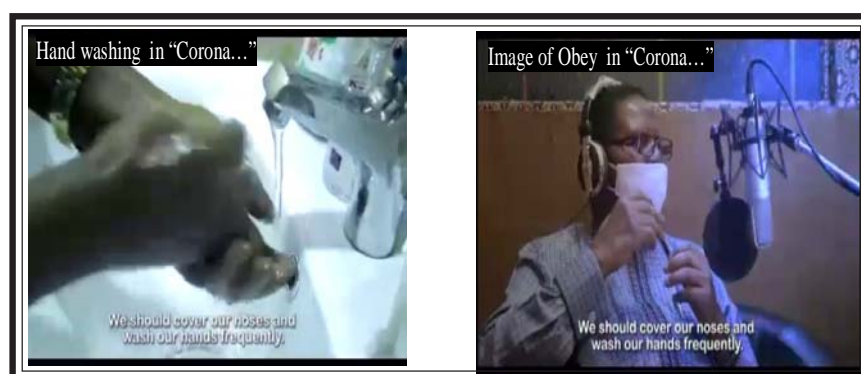 Hand washing in “Corona…”
We should cover our noses and
wash our hands frequently.
Image of Obey in “Corona…”
We should cover our noses and
wash our hands frequently.